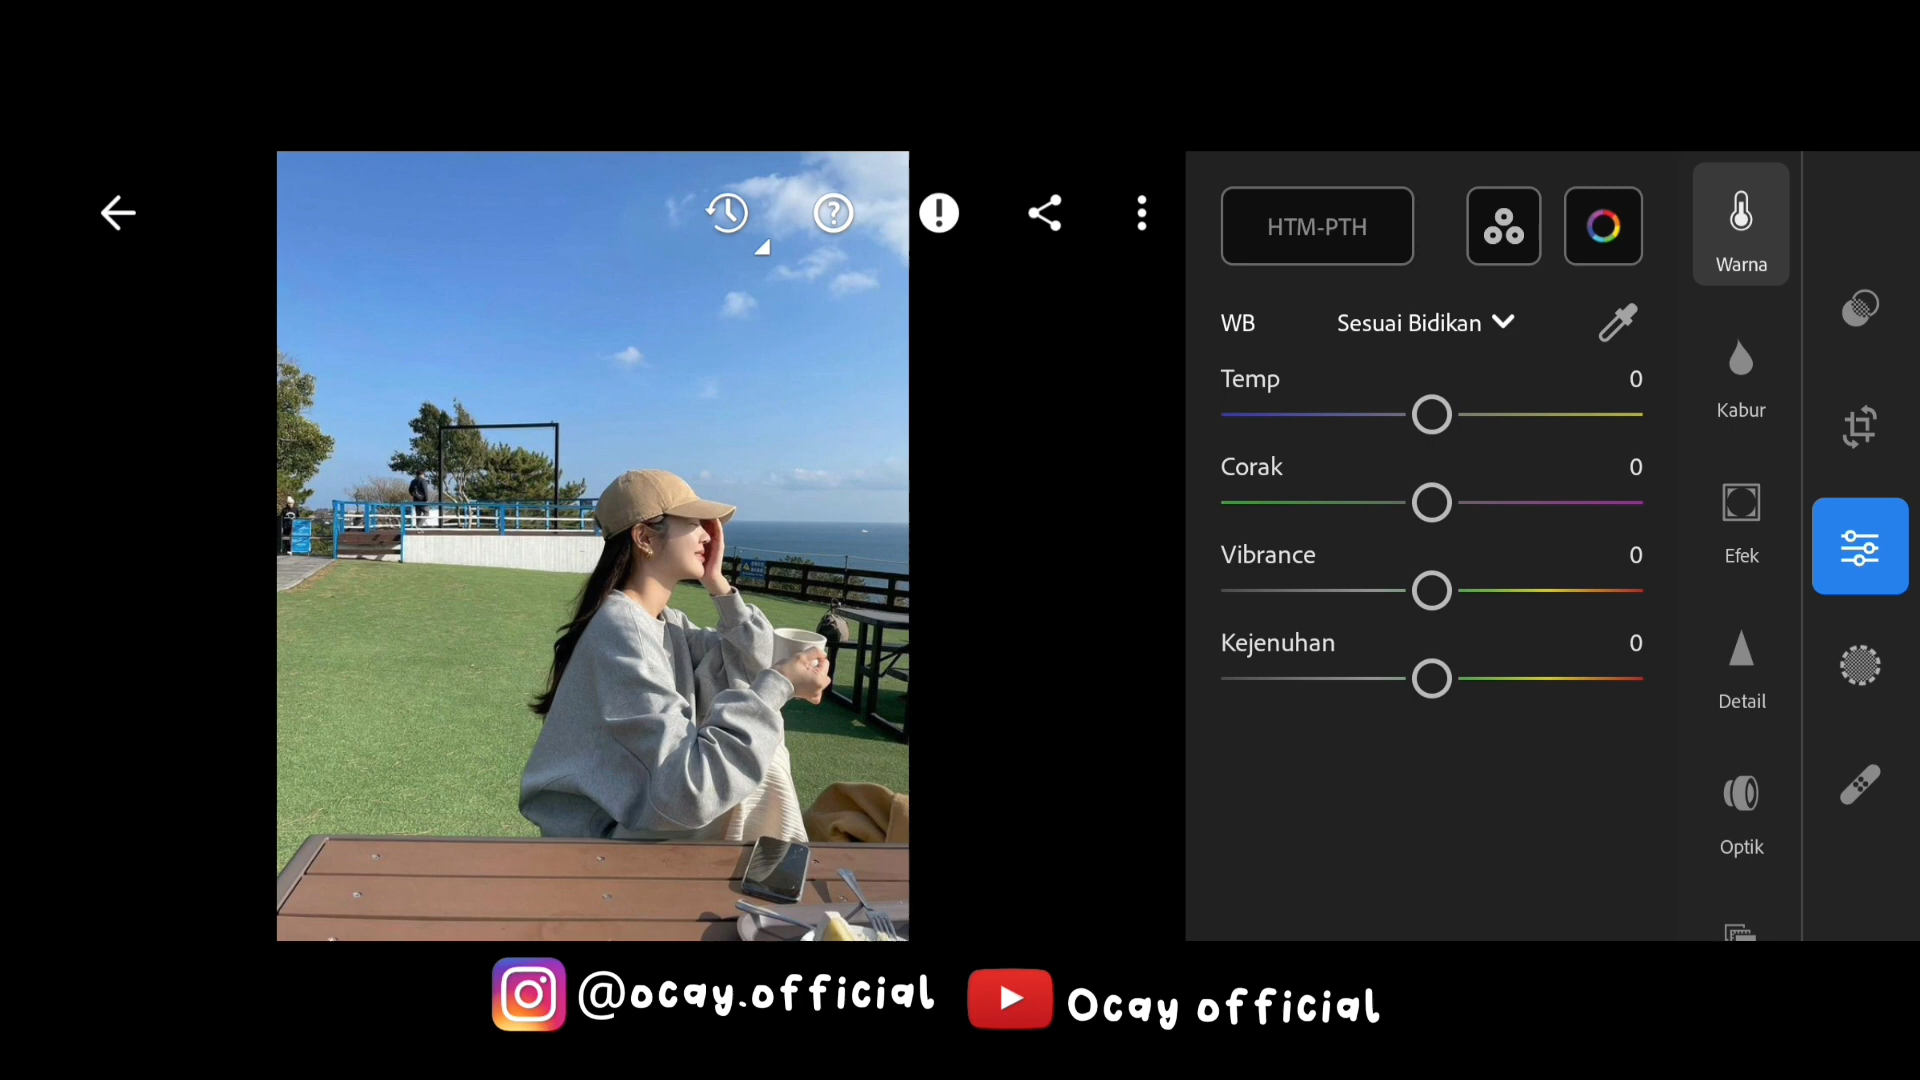 HTM-PTH
Warna
WB
Sesuai Bidikan
Temp
0
Kabur
Corak
0
Vibrance
0
Efek
Kejenuhan
0
Detail
Optik
@ocay.official
Ocay official